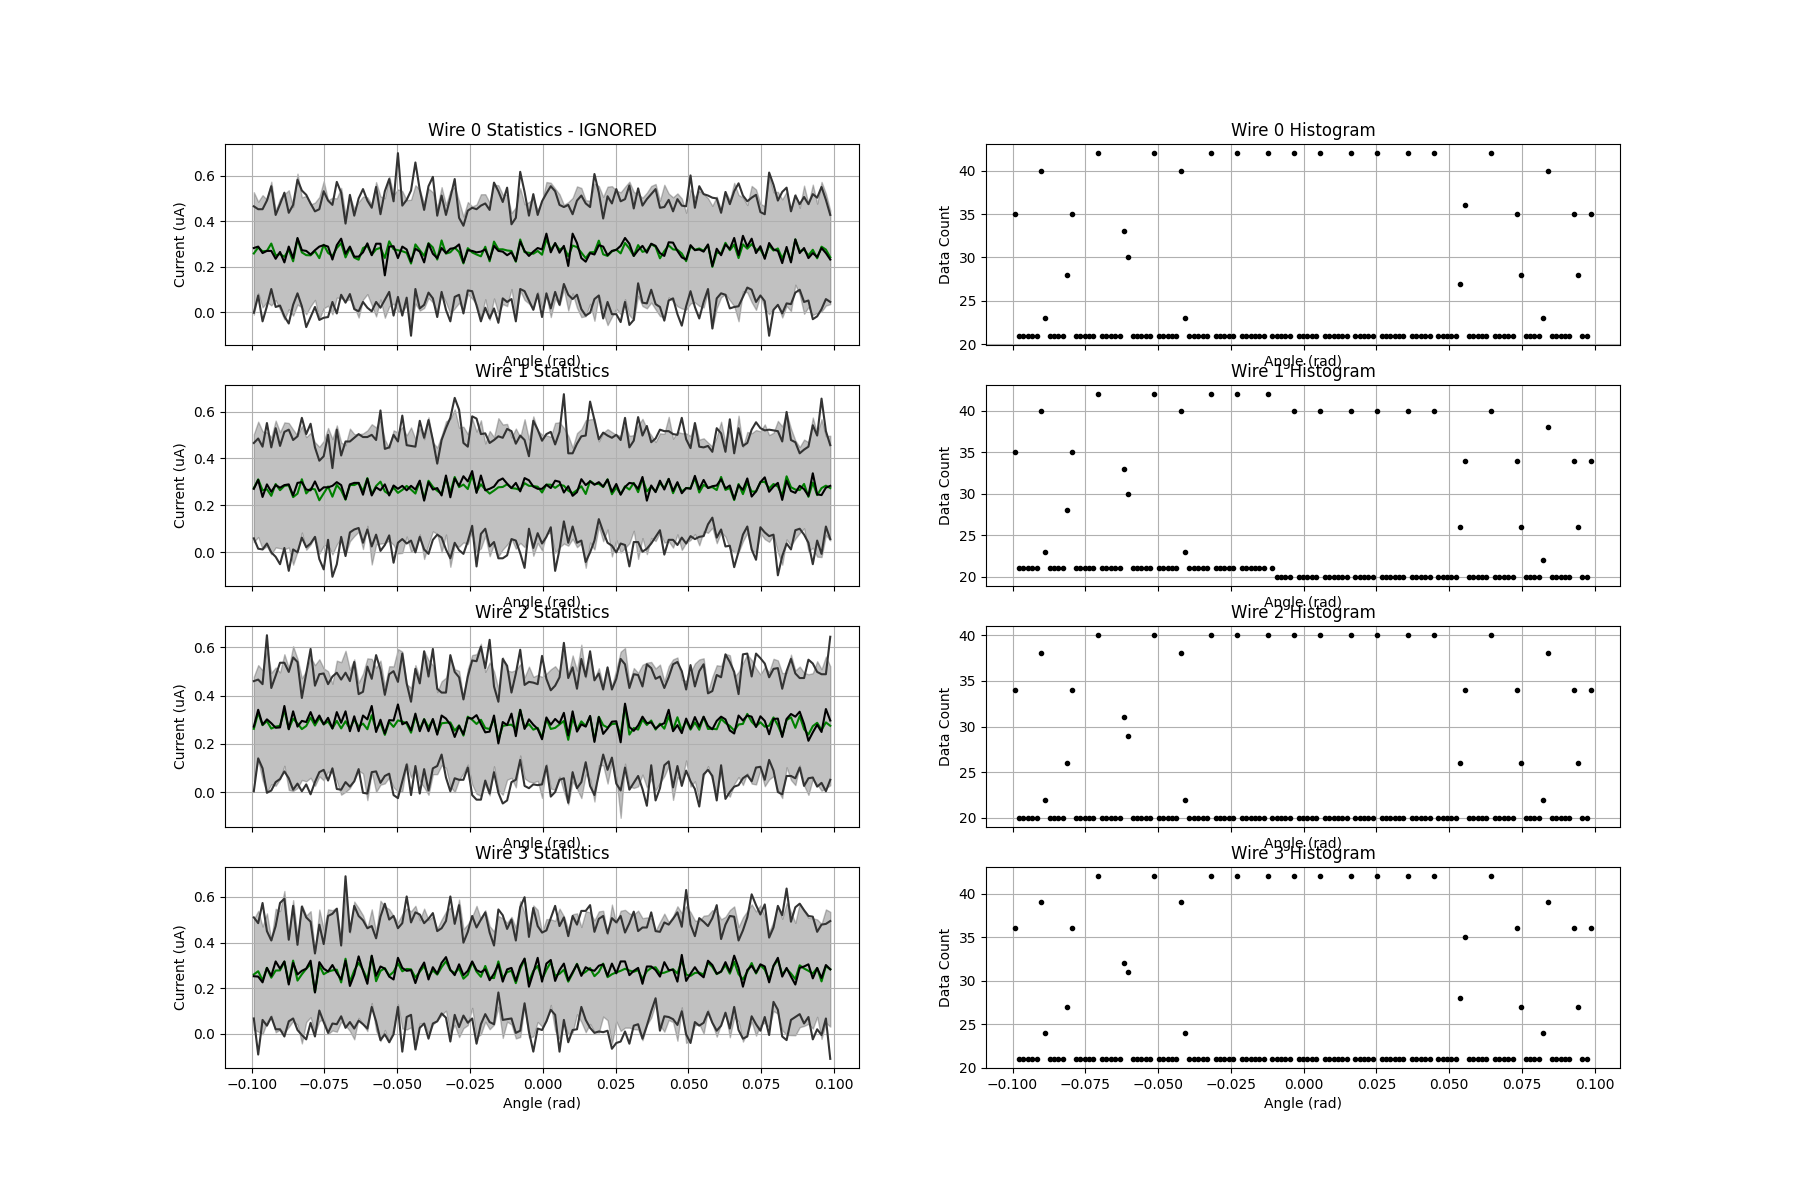 Wire 0 Statistics - IGNORED
Current (uA)
0.6
0.4
0.2
0.0
Angle (rad)
Wire 0 Histogram
Data Count
40
35
30
25
20
Angle (rad)
Wire 1 Statistics
Current (uA)
0.6
0.4
0.2
0.0
Angle (rad)
Wire 1 Histogram
Data Count
40
35
30
25
20
Angle (rad)
Wire 2 Statistics
Current (uA)
0.6
0.4
0.2
0.0
Angle (rad)
Wire 2 Histogram
Data Count
40
35
30
25
20
Angle (rad)
Wire 3 Statistics
Current (uA)
0.6
0.4
0.2
0.0
−0.100 −0.075 −0.050 −0.025 0.000 0.025 0.050 0.075 0.100
Angle (rad)
Wire 3 Histogram
Data Count
40
35
30
25
20
−0.100 −0.075 −0.050 −0.025 0.000 0.025 0.050 0.075 0.100
Angle (rad)